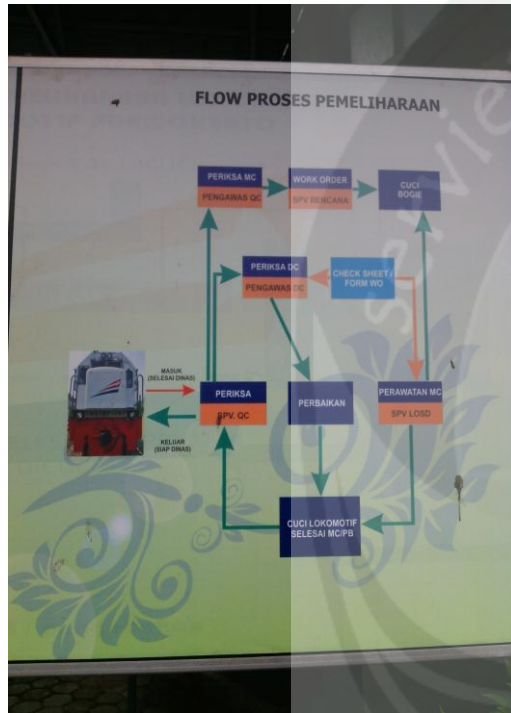 FLOW PROSES PEMELIHARAAN
PERIKSA MC
PENGAWAS QC
WORK ORDER
SPV RENCANA
CUCI
BOGIE
PERIKSA DC
PENGAWAS DC
CHECK SHEET /
FORM WO
MASUK
(SELESAI DINAS)
PERIKSA
SPV. QC
KELUAR
(SIAP DINAS)
PERBAIKAN
PERAWATAN MC
SPV LOSD
CUCI LOKOMOTIF
SELESAI MC/PB